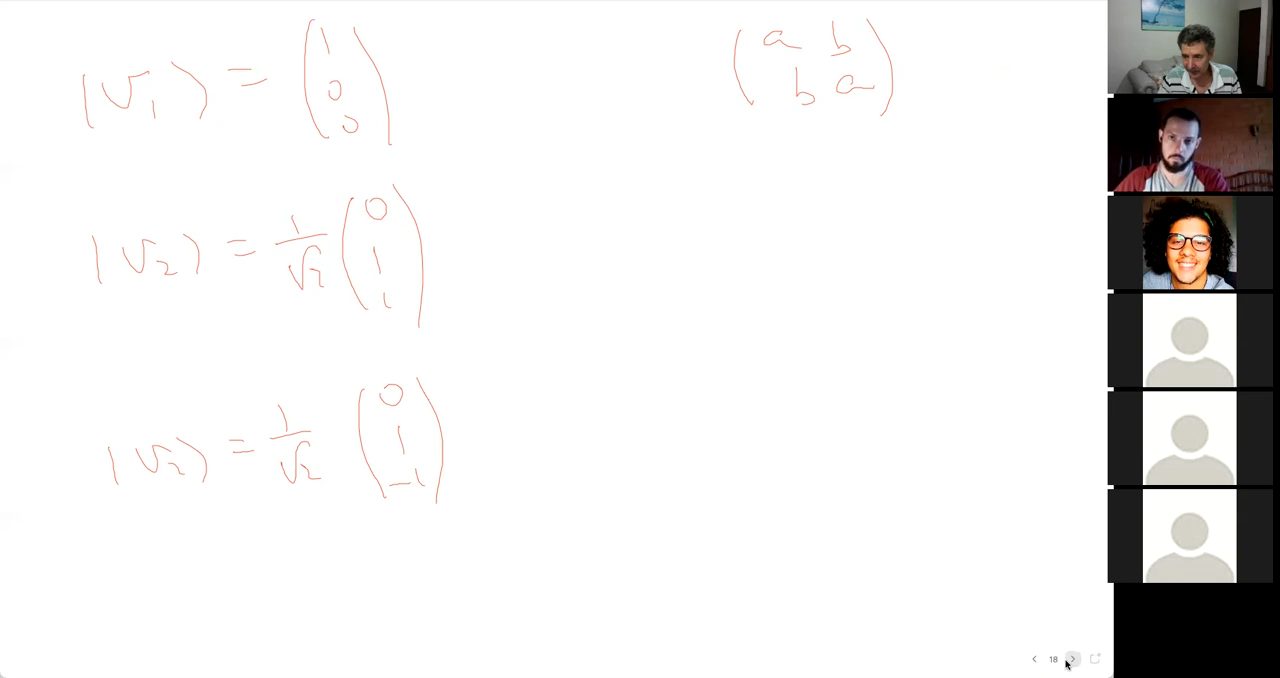 |v₁⟩ = (1 0 0)
(a b
b a)
|v₂⟩ = 1/√2 (0 1 1)
|v₂⟩ = 1/√2 (0 1 -1)
18